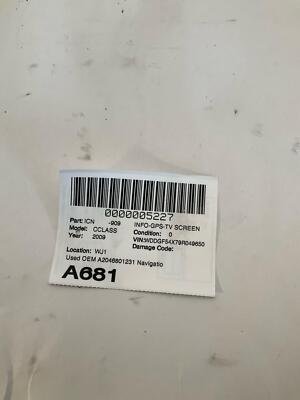 0000005227
Part: ICN -909 INFO-GPS-TV SCREEN
Model: CCLASS Condition: 0
Year: 2009 VIN:WDDGF54X79R049650
Damage Code:
Location: WJ1
Used OEM A2046801231 Navigatio
A681